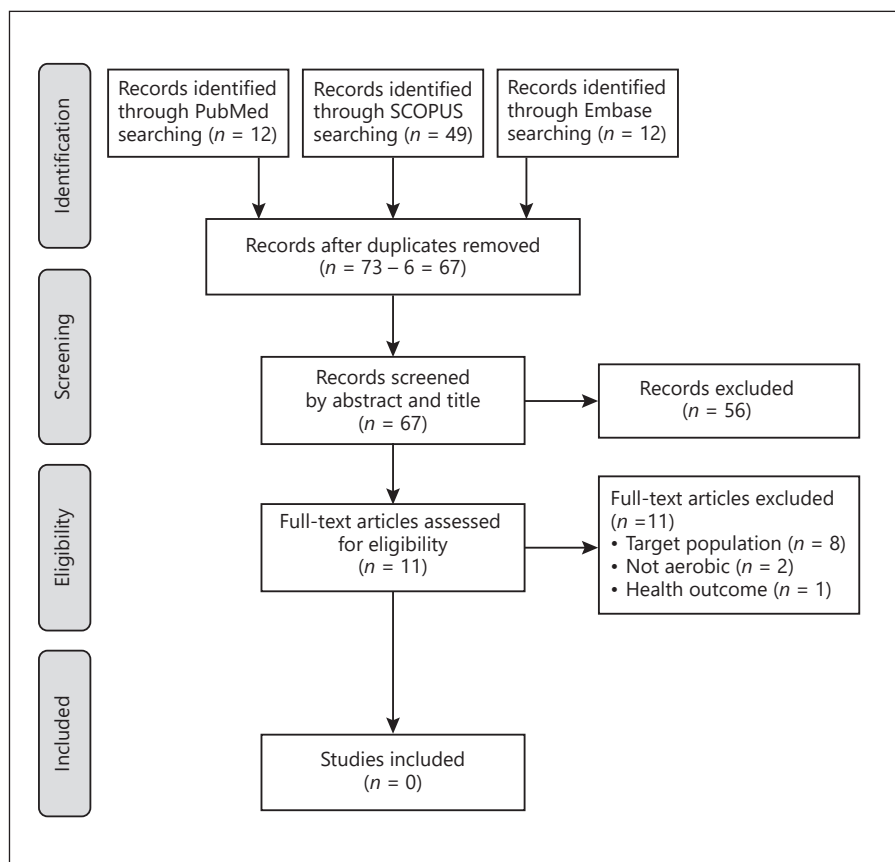 Identification
Records identified
through PubMed
searching (n = 12)
Records identified
through SCOPUS
searching (n = 49)
Records identified
through Embase
searching (n = 12)
Records after duplicates removed
(n = 73 – 6 = 67)
Screening
Records screened
by abstract and title
(n = 67)
Records excluded
(n = 56)
Eligibility
Full-text articles assessed
for eligibility
(n = 11)
Full-text articles excluded
(n =11)
• Target population (n = 8)
• Not aerobic (n = 2)
• Health outcome (n = 1)
Included
Studies included
(n = 0)